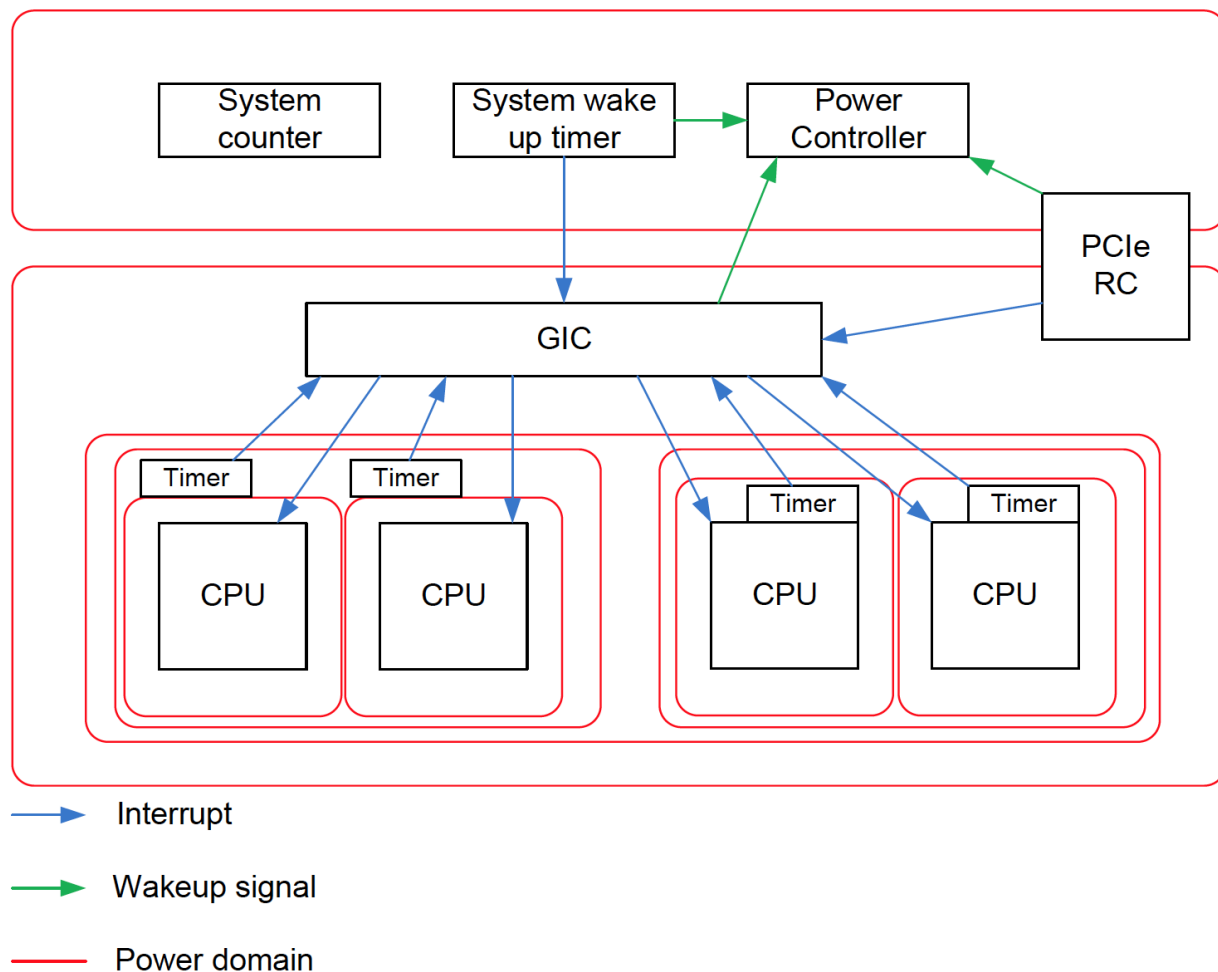 System
counter
System wake
up timer
Power
Controller
PCIe
RC
GIC
Timer
Timer
Timer
Timer
CPU
CPU
CPU
CPU
Interrupt
Wakeup signal
Power domain